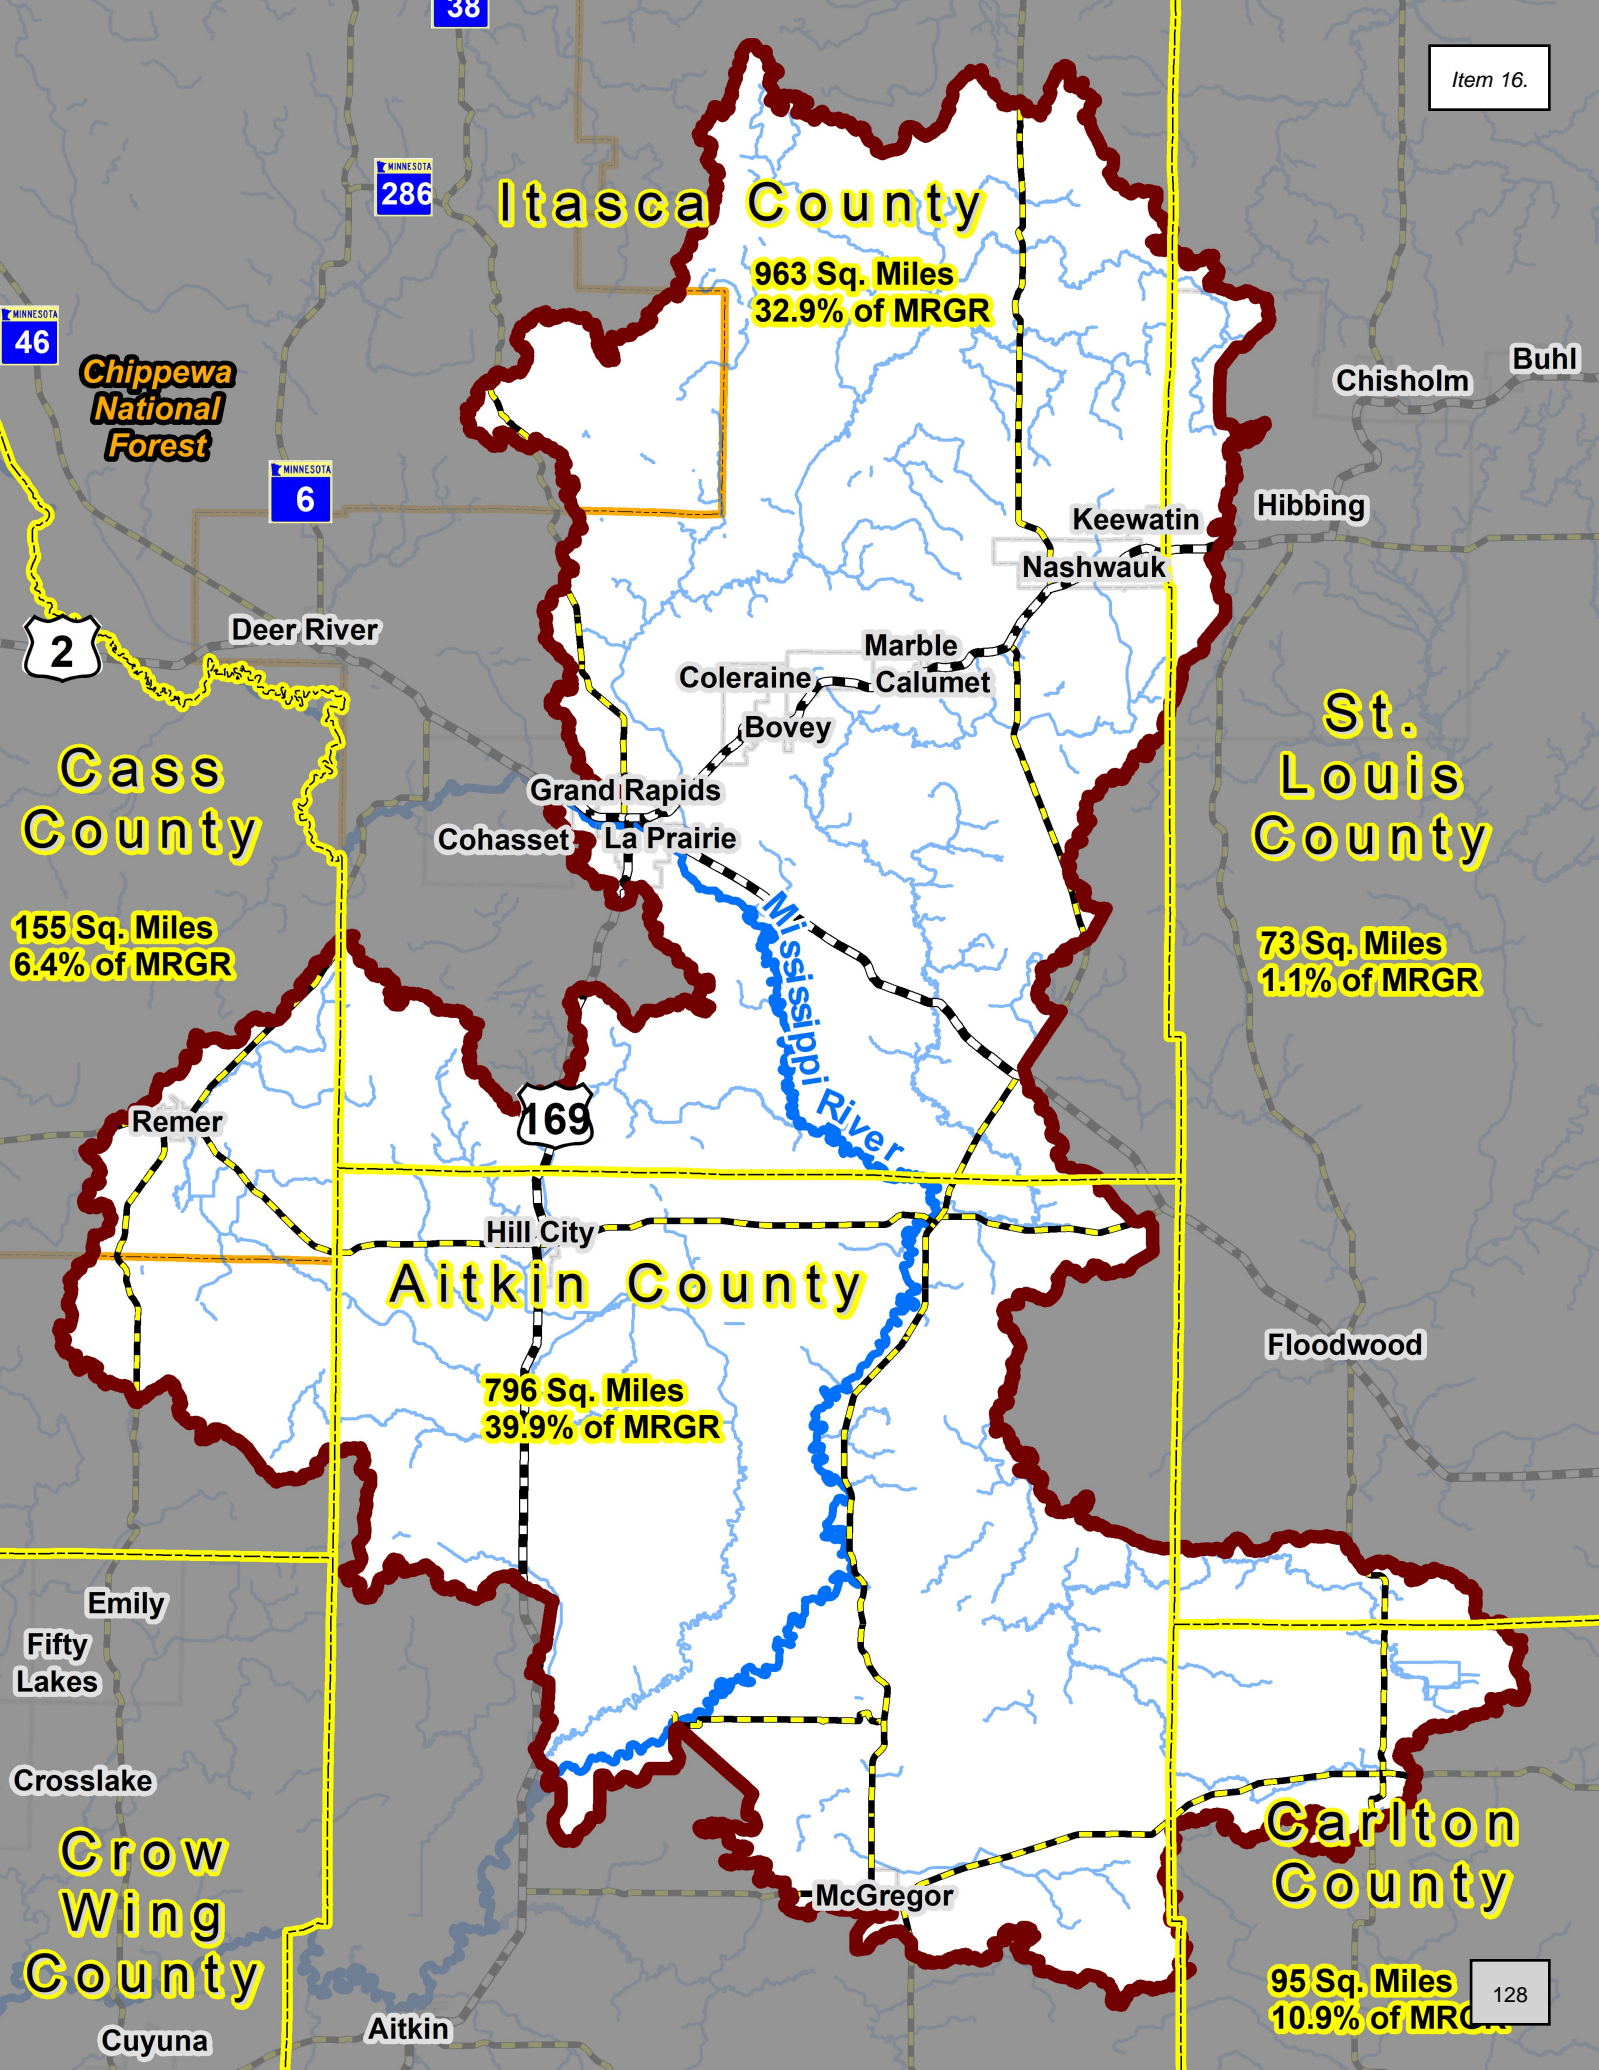 38
Item 16.
MINNESOTA
286
Itasca County
963 Sq. Miles
32.9% of MRGR
MINNESOTA
46
Chippewa
National
Forest
Buhl
Chisholm
MINNESOTA
6
Hibbing
Keewatin
Nashwauk
2
Deer River
Marble
Coleraine
Calumet
Bovey
St.
Louis
County
Cass
County
Grand Rapids
Cohasset
La Prairie
Mississippi River
155 Sq. Miles
6.4% of MRGR
73 Sq. Miles
1.1% of MRGR
Remer
169
Hill City
Aitkin County
Floodwood
796 Sq. Miles
39.9% of MRGR
Emily
Fifty
Lakes
Crosslake
Crow
Wing
County
Carlton
County
McGregor
95 Sq. Miles
10.9% of MRGR
128
Aitkin
Cuyuna